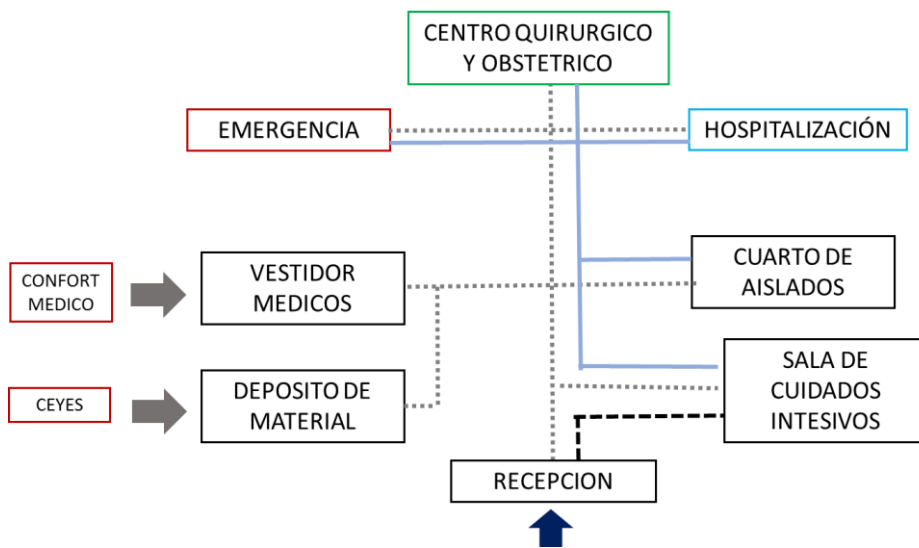 CENTRO QUIRURGICO
Y OBSTETRICO
EMERGENCIA
HOSPITALIZACIÓN
CONFORT
MEDICO
VESTIDOR
MEDICOS
CUARTO DE
AISLADOS
CEYES
DEPOSITO DE
MATERIAL
SALA DE
CUIDADOS
INTESIVOS
RECEPCION